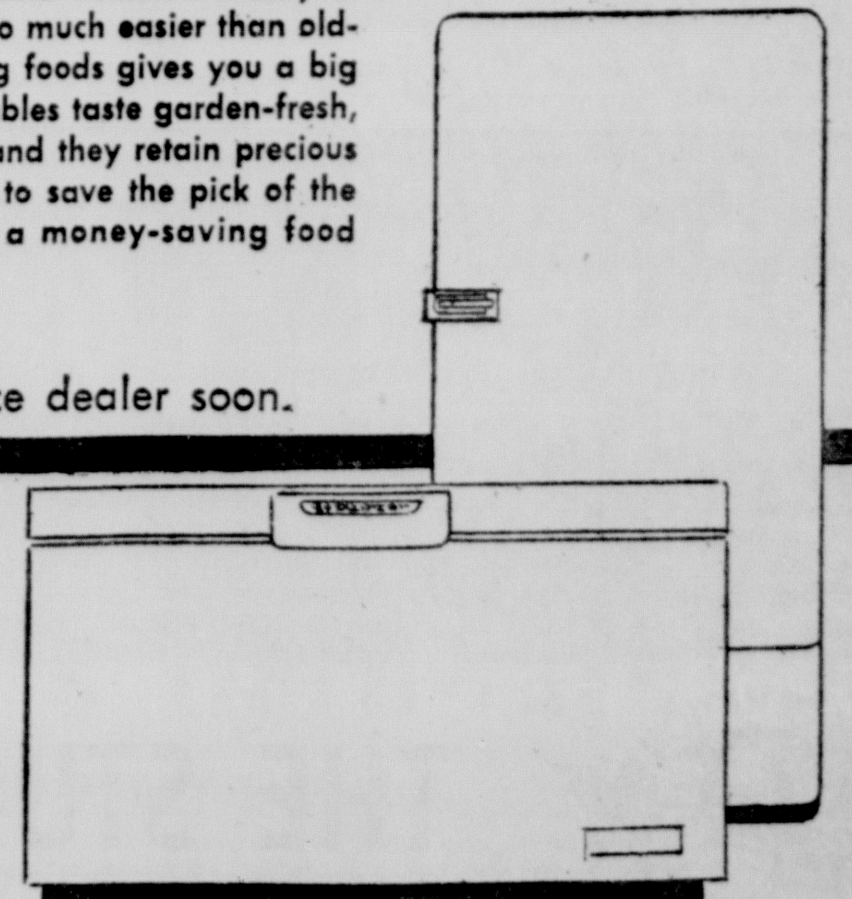 o much easier than old-
g foods gives you a big
bles taste garden-fresh,
and they retain precious
to save the pick of the
a money-saving food
e dealer soon.